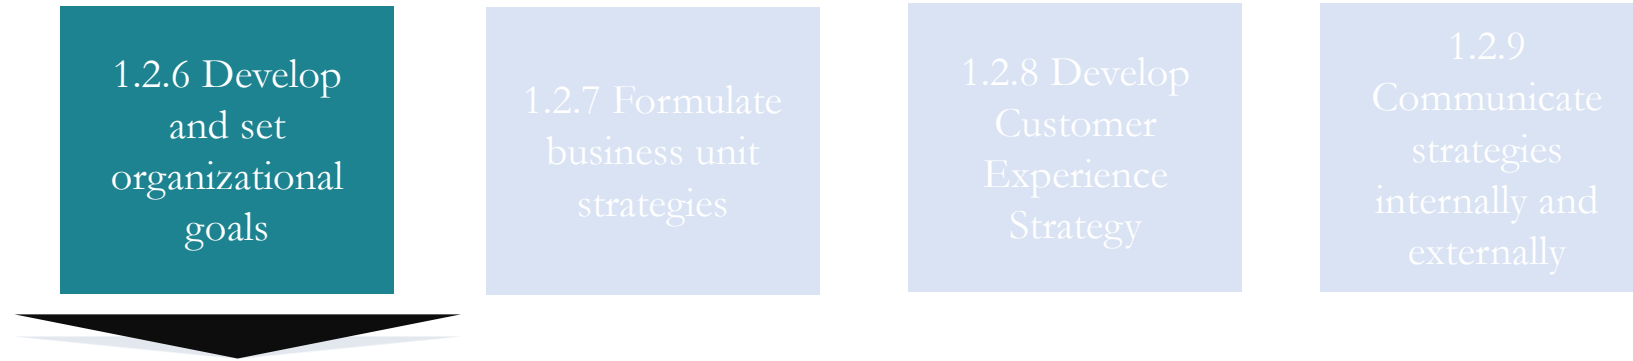 1.2.6 Develop
and set
organizational
goals
1.2.7 Formulate
business unit
strategies
1.2.8 Develop
Customer
Experience
Strategy
1.2.9
Communicate
strategies
internally and
externally